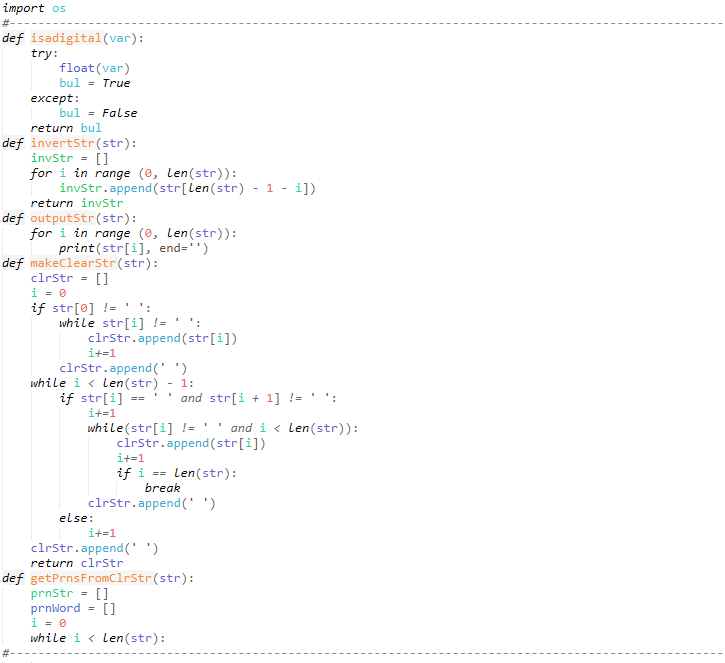 import os
#-----------------------------------------------------------------------------------------------
def isadigital(var):
    try:
        float(var)
        bul = True
    except:
        bul = False
    return bul
def invertStr(str):
    invStr = []
    for i in range (0, len(str)):
        invStr.append(str[len(str) - 1 - i])
    return invStr
def outputStr(str):
    for i in range (0, len(str)):
        print(str[i], end='')
def makeClearStr(str):
    clrStr = []
    i = 0
    if str[0] != ' ':
        while str[i] != ' ':
            clrStr.append(str[i])
            i+=1
        clrStr.append(' ')
    while i < len(str) - 1:
        if str[i] == ' ' and str[i + 1] != ' ':
            i+=1
            while(str[i] != ' ' and i < len(str)):
                clrStr.append(str[i])
                i+=1
                if i == len(str):
                    break
            clrStr.append(' ')
        else:
            i+=1
    clrStr.append(' ')
    return clrStr
def getPrnsFromClrStr(str):
    prnStr = []
    prnWord = []
    i = 0
    while i < len(str):
#-----------------------------------------------------------------------------------------------